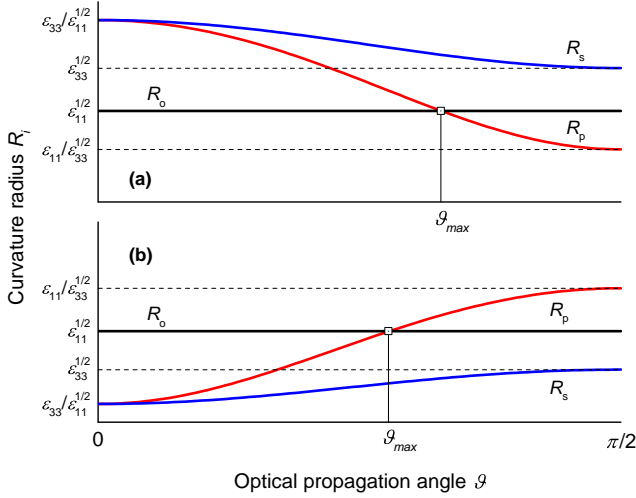 ε33/ε11^1/2
Rs
ε33^1/2
Ro
ε11^1/2
Rp
ε11/ε33^1/2
(a)
ϑmax
Curvature radius Ri
(b)
ε11/ε33^1/2
Ro
Rp
ε11^1/2
ε33^1/2
Rs
ε33/ε11^1/2
0
ϑmax
π/2
Optical propagation angle ϑ